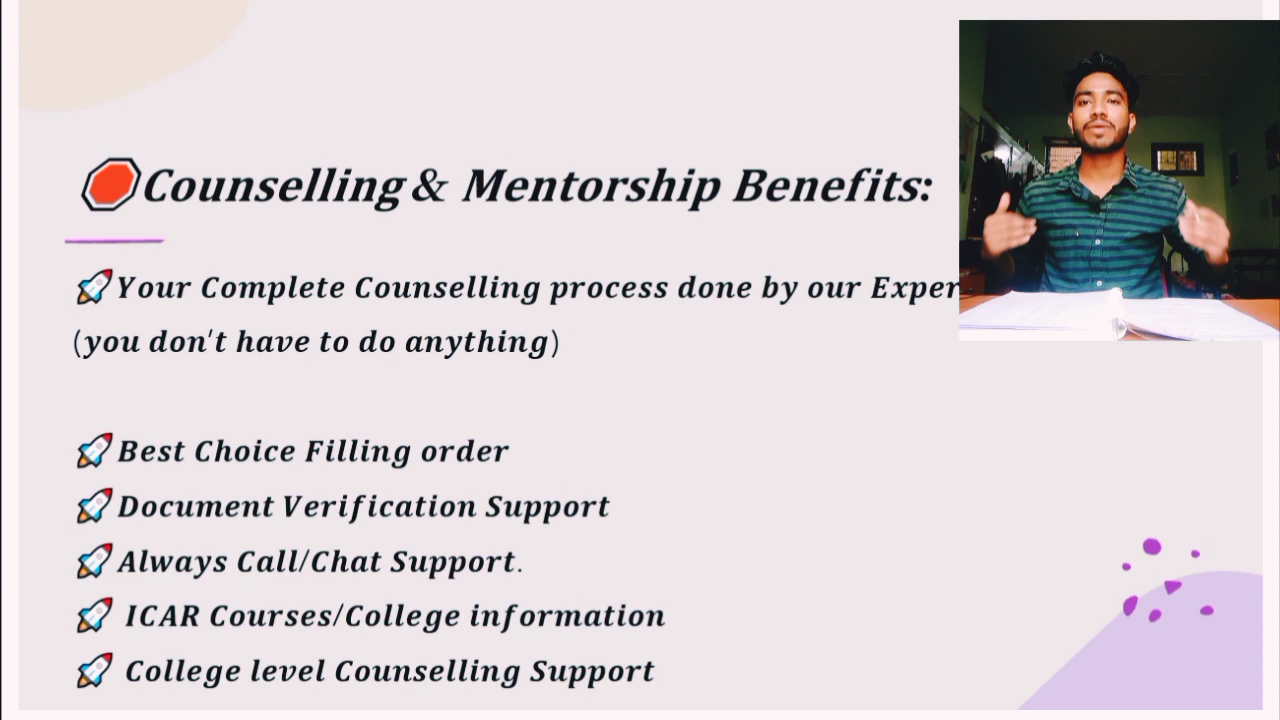 Counselling & Mentorship Benefits:
Your Complete Counselling process done by our Exper
(you don't have to do anything)
Best Choice Filling order
Document Verification Support
Always Call/Chat Support.
ICAR Courses/College information
College level Counselling Support